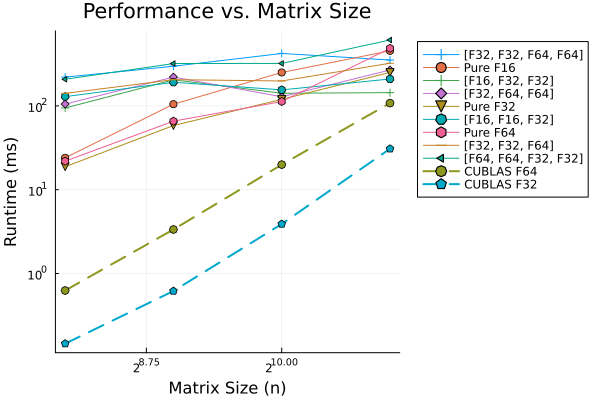 Performance vs. Matrix Size
Runtime (ms)
10²
10¹
10⁰
2^8.75
2^10.00
Matrix Size (n)
[F32, F32, F64, F64]
Pure F16
[F16, F32, F32]
[F32, F64, F64]
Pure F32
[F16, F16, F32]
Pure F64
[F32, F32, F64]
[F64, F64, F32, F32]
CUBLAS F64
CUBLAS F32